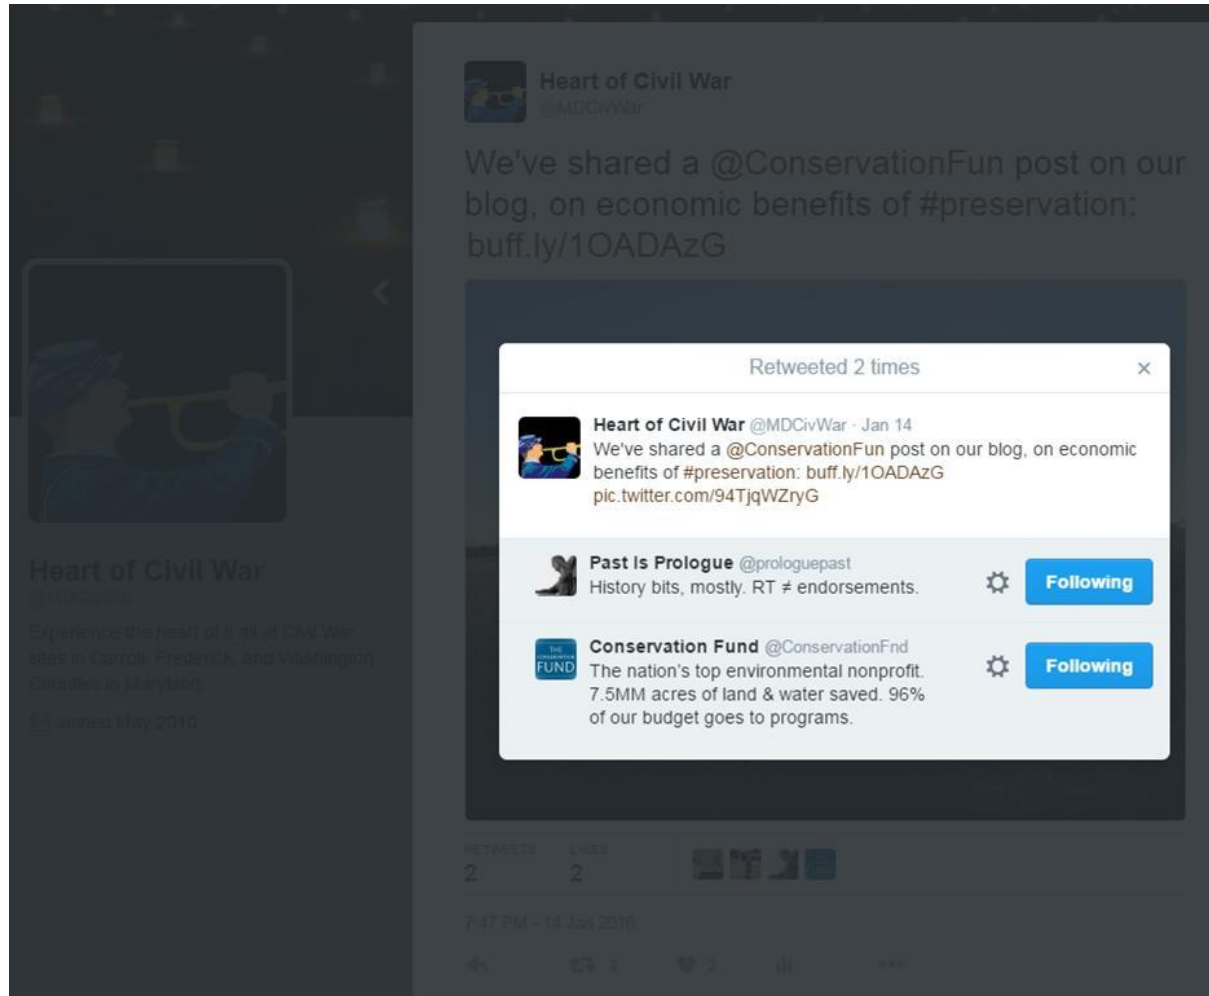 Heart of Civil War
@MDCivWar
We've shared a @ConservationFun post on our
blog, on economic benefits of #preservation:
buff.ly/1OADAzG
Retweeted 2 times
×
Heart of Civil War @MDCivWar · Jan 14
We've shared a @ConservationFun post on our blog, on economic
benefits of #preservation: buff.ly/1OADAzG
pic.twitter.com/94TjqWZryG
Past Is Prologue @prologuepast
History bits, mostly. RT ≠ endorsements.
Following
THE
CONSERVATION
FUND
Conservation Fund @ConservationFnd
The nation's top environmental nonprofit.
7.5MM acres of land & water saved. 96%
of our budget goes to programs.
Following
Heart of Civil War
@MDCivWar
Experience the heart of it all at Civil War
sites in Carroll, Frederick, and Washington
Counties in Maryland.
Joined May 2010
RETWEETS LIKES
2 2
7:47 PM - 14 Jan 2016
2 2